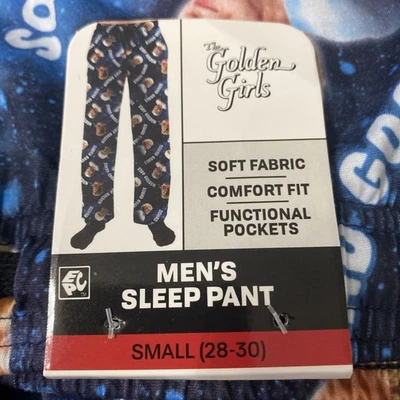 The
Golden
Girls
SOFT FABRIC
COMFORT FIT
FUNCTIONAL
POCKETS
MEN'S
SLEEP PANT
SMALL (28-30)